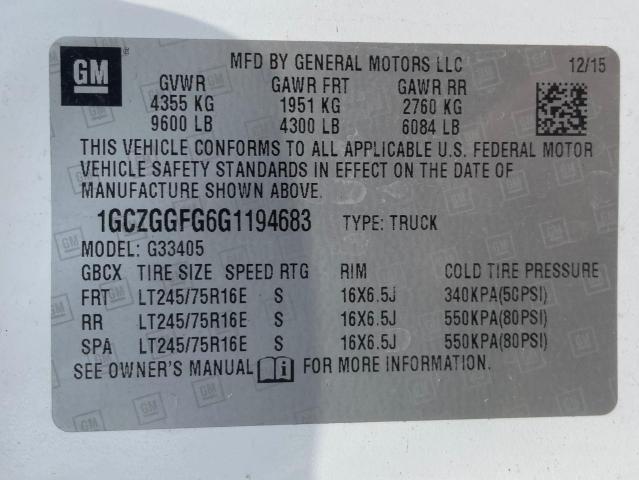 GM ®
MFD BY GENERAL MOTORS LLC 12/15
GVWR GAWR FRT GAWR RR
4355 KG 1951 KG 2760 KG
9600 LB 4300 LB 6084 LB
THIS VEHICLE CONFORMS TO ALL APPLICABLE U.S. FEDERAL MOTOR
VEHICLE SAFETY STANDARDS IN EFFECT ON THE DATE OF
MANUFACTURE SHOWN ABOVE.
1GCZGGFG6G1194683 TYPE: TRUCK
MODEL: G33405
GBCX TIRE SIZE SPEED RTG RIM COLD TIRE PRESSURE
FRT LT245/75R16E S 16X6.5J 340KPA(50PSI)
RR LT245/75R16E S 16X6.5J 550KPA(80PSI)
SPA LT245/75R16E S 16X6.5J 550KPA(80PSI)
SEE OWNER'S MANUAL i FOR MORE INFORMATION.